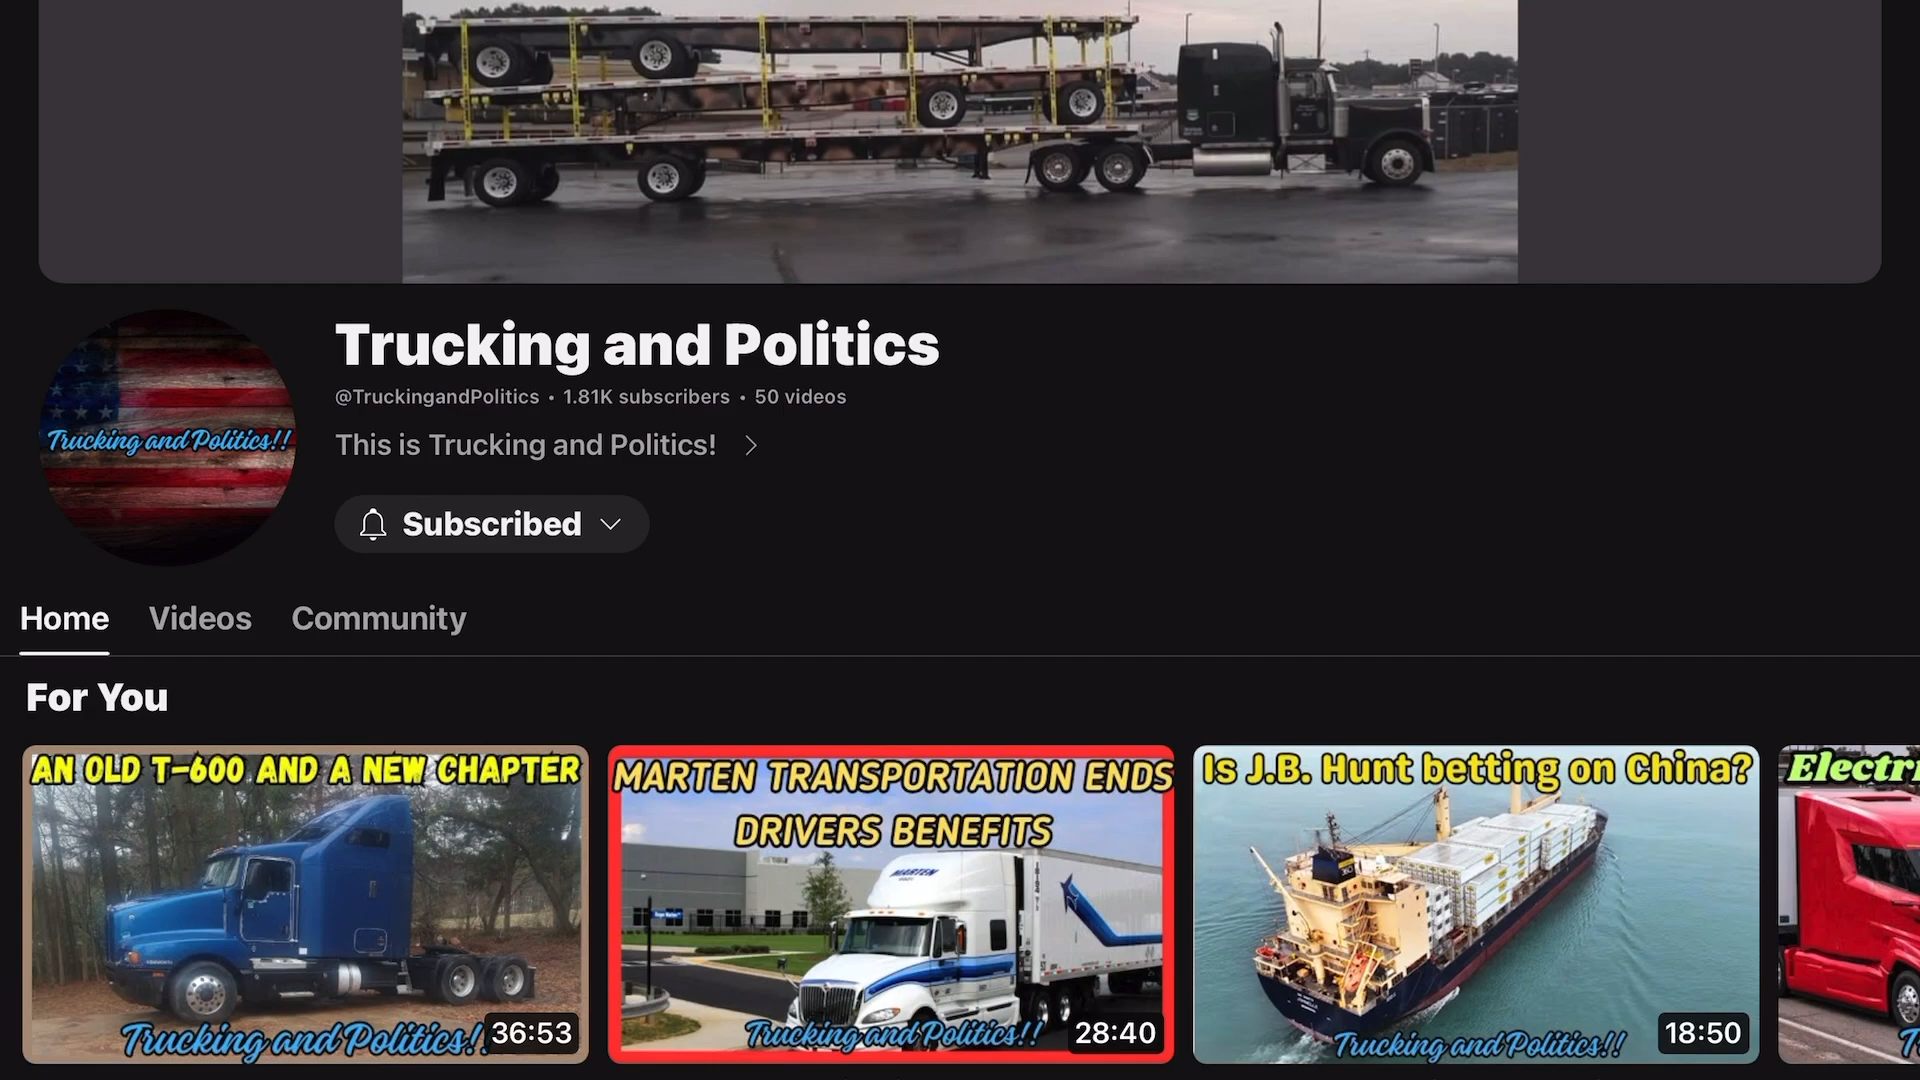 Trucking and Politics
@TruckingandPolitics • 1.81K subscribers • 50 videos
Trucking and Politics!!
This is Trucking and Politics!
Subscribed
Home Videos Community
For You
AN OLD T-600 AND A NEW CHAPTER
Trucking and Politics!!
36:53
MARTEN TRANSPORTATION ENDS
DRIVERS BENEFITS
MARTEN
Trucking and Politics!!
28:40
Is J.B. Hunt betting on China?
Trucking and Politics!!
18:50